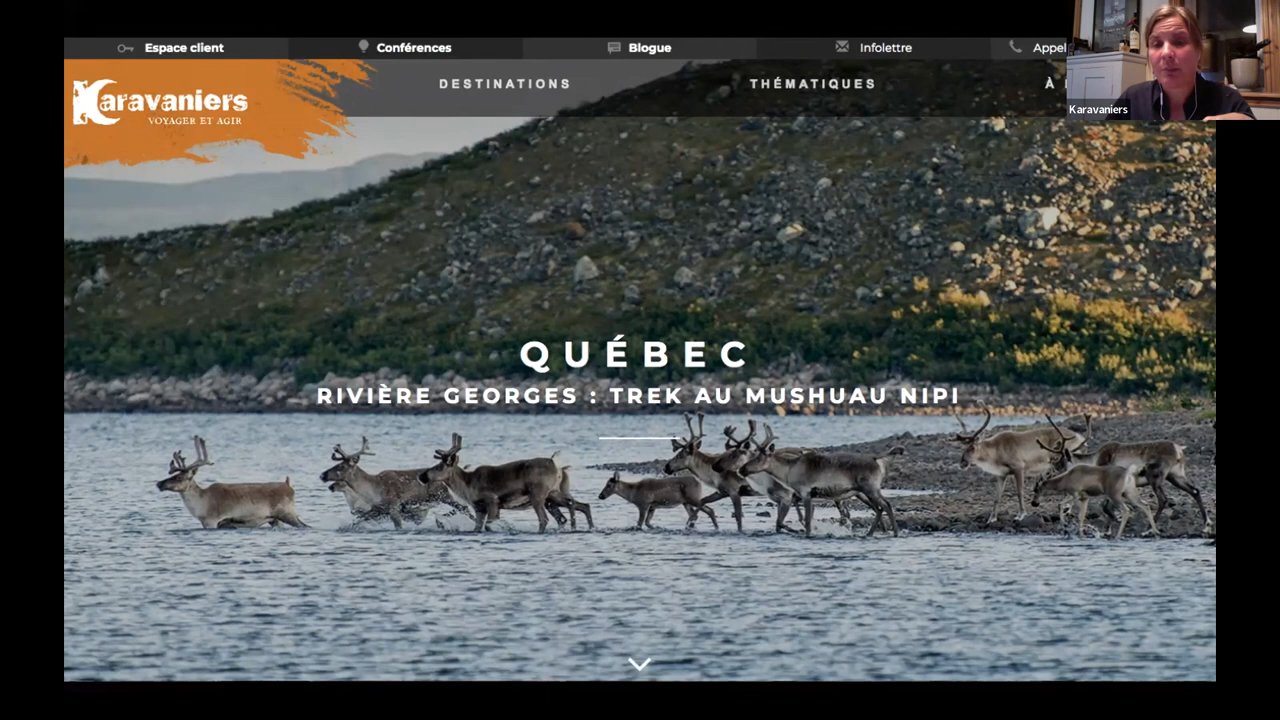 Espace client
Conférences
Blogue
Infolettre
Appel
Karavaniers
VOYAGER ET AGIR
DESTINATIONS
THÉMATIQUES
À
Karavaniers
QUÉBEC
RIVIÈRE GEORGES : TREK AU MUSHUAU NIPI